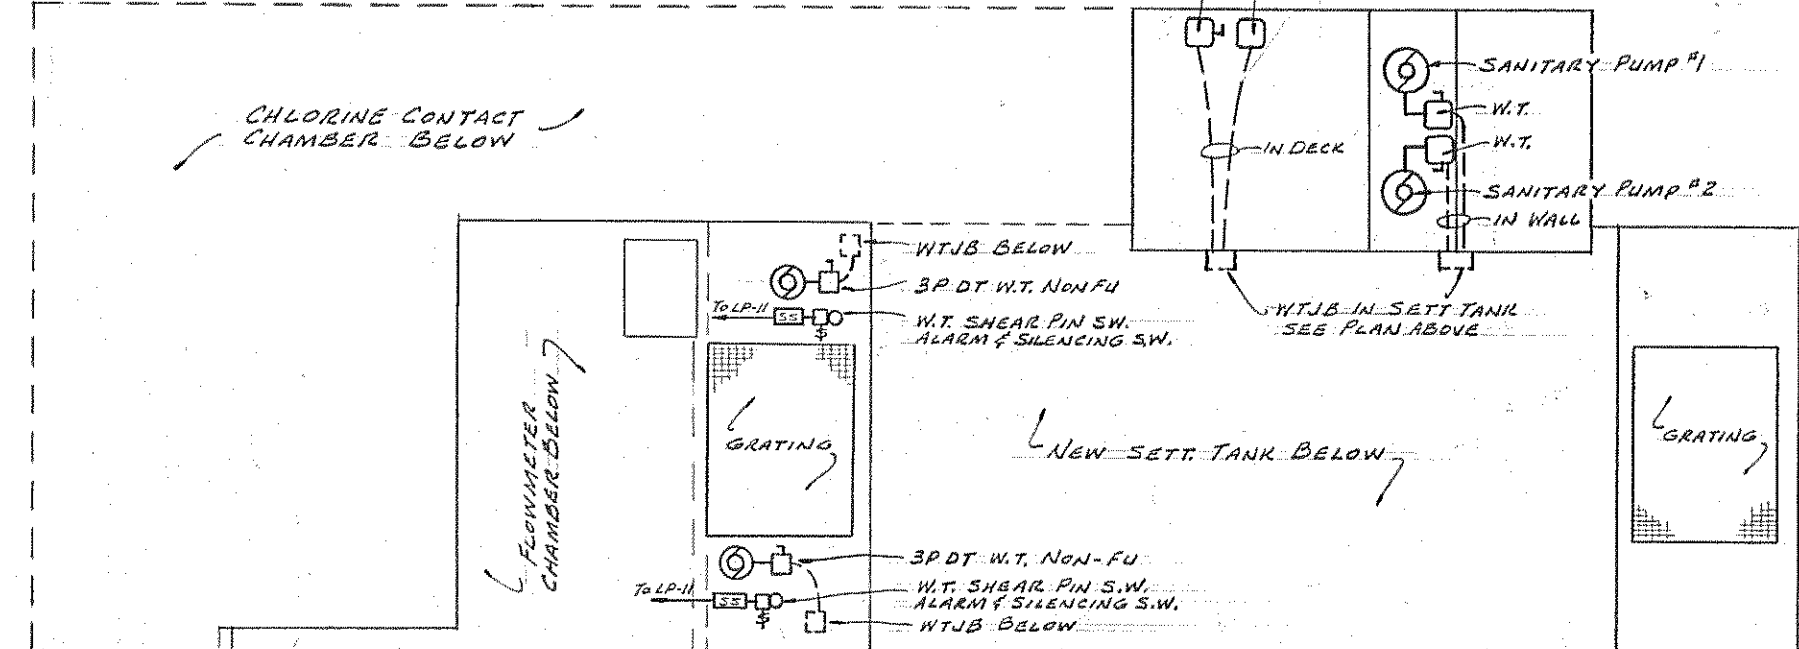 CHLORINE CONTACT
CHAMBER BELOW
SANITARY PUMP #1
W.T.
W.T.
IN DECK
SANITARY PUMP #2
IN WALL
WTJB BELOW
3P DT W.T. NON FU
TO LP-11
SS
W.T. SHEAR PIN SW.
ALARM & SILENCING SW.
WTJB IN SETT TANK
SEE PLAN ABOVE
FLOWMETER
CHAMBER BELOW
GRATING
NEW SETT. TANK BELOW
GRATING
3P DT W.T. NON-FU
TO LP-11
SS
W.T. SHEAR PIN S.W.
ALARM & SILENCING S.W.
WTJB BELOW